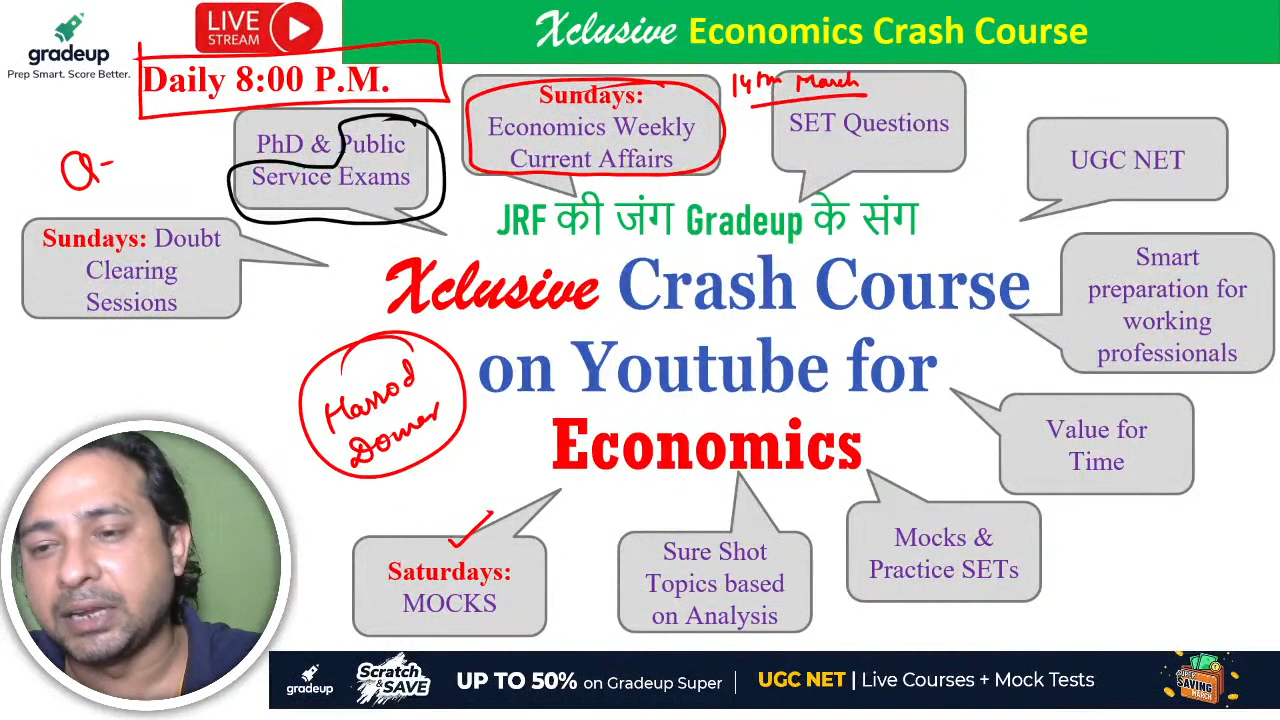 gradeup
Prep Smart. Score Better.
LIVE
STREAM
Xclusive Economics Crash Course
Daily 8:00 P.M.
PhD & Public
Service Exams
Sundays:
Economics Weekly
Current Affairs
14th March
SET Questions
UGC NET
Sundays: Doubt
Clearing
Sessions
JRF की जंग Gradeup के संग
Xclusive Crash Course
on Youtube for
Economics
Smart
preparation for
working
professionals
Harrod
Domar
Value for
Time
Saturdays:
MOCKS
Sure Shot
Topics based
on Analysis
Mocks &
Practice SETs
gradeup
Scratch
& SAVE
UP TO 50% on Gradeup Super
UGC NET | Live Courses + Mock Tests
SUPER
SAVING
MARCH